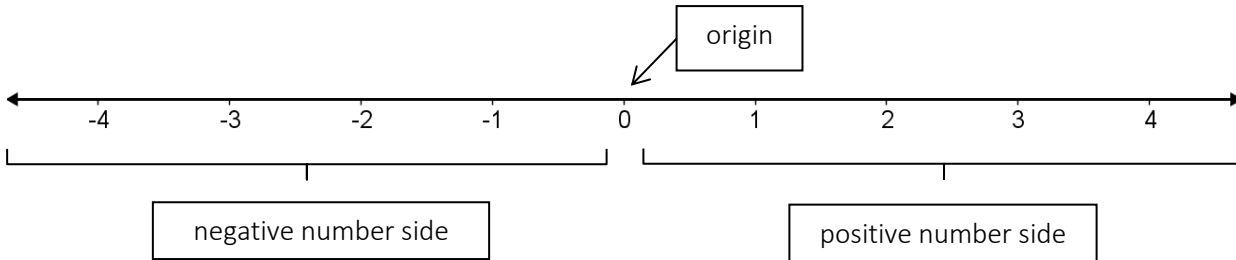 origin
-4 -3 -2 -1 0 1 2 3 4
negative number side
positive number side